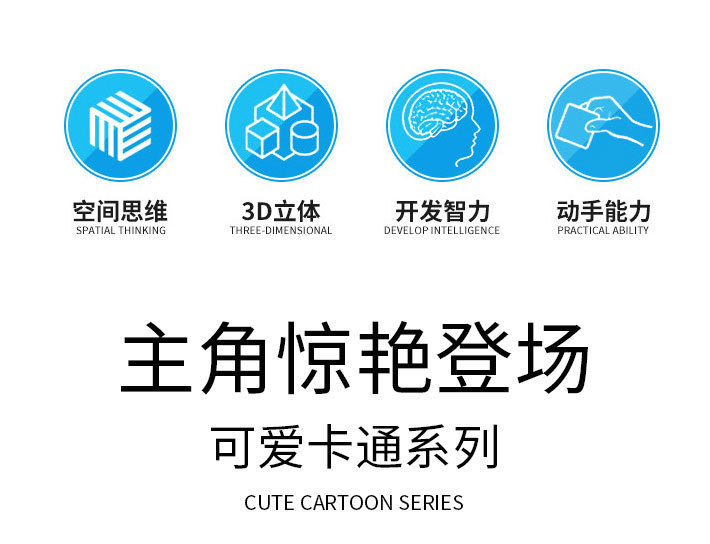 空间思维 3D立体 开发智力 动手能力
SPATIAL THINKING THREE-DIMENSIONAL DEVELOP INTELLIGENCE PRACTICAL ABILITY
主角惊艳登场
可爱卡通系列
CUTE CARTOON SERIES